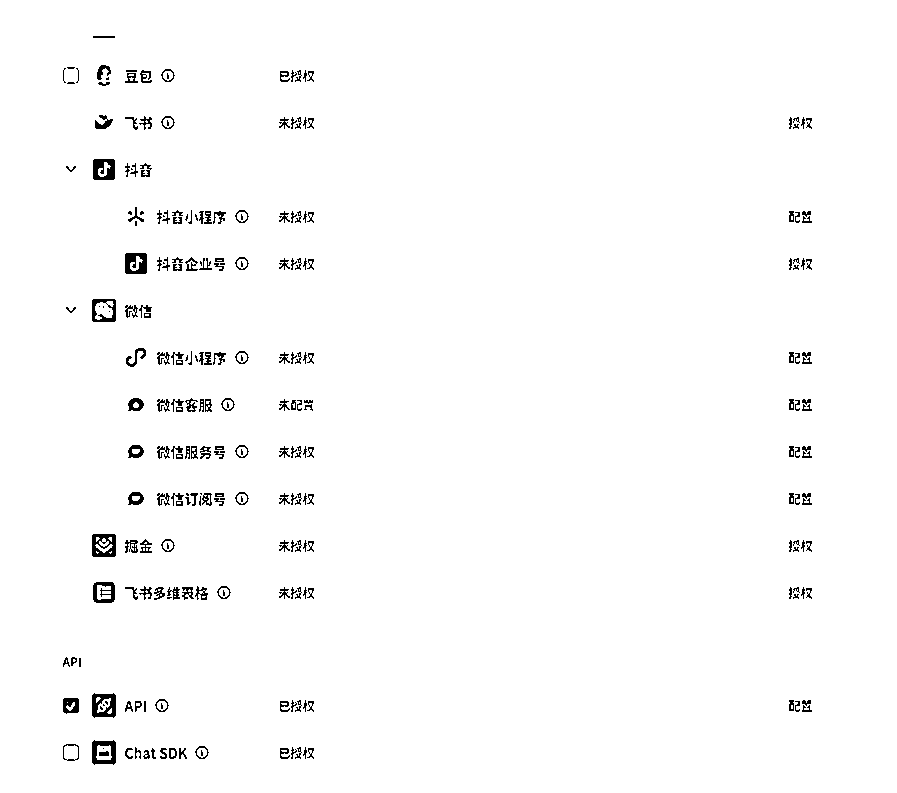 豆包 已授权
飞书 未授权 授权
抖音
抖音小程序 未授权 配置
抖音企业号 未授权 授权
微信
微信小程序 未授权 配置
微信客服 未配置 配置
微信服务号 未授权 配置
微信订阅号 未授权 配置
掘金 未授权 授权
飞书多维表格 未授权 授权
API
API 已授权 配置
Chat SDK 已授权